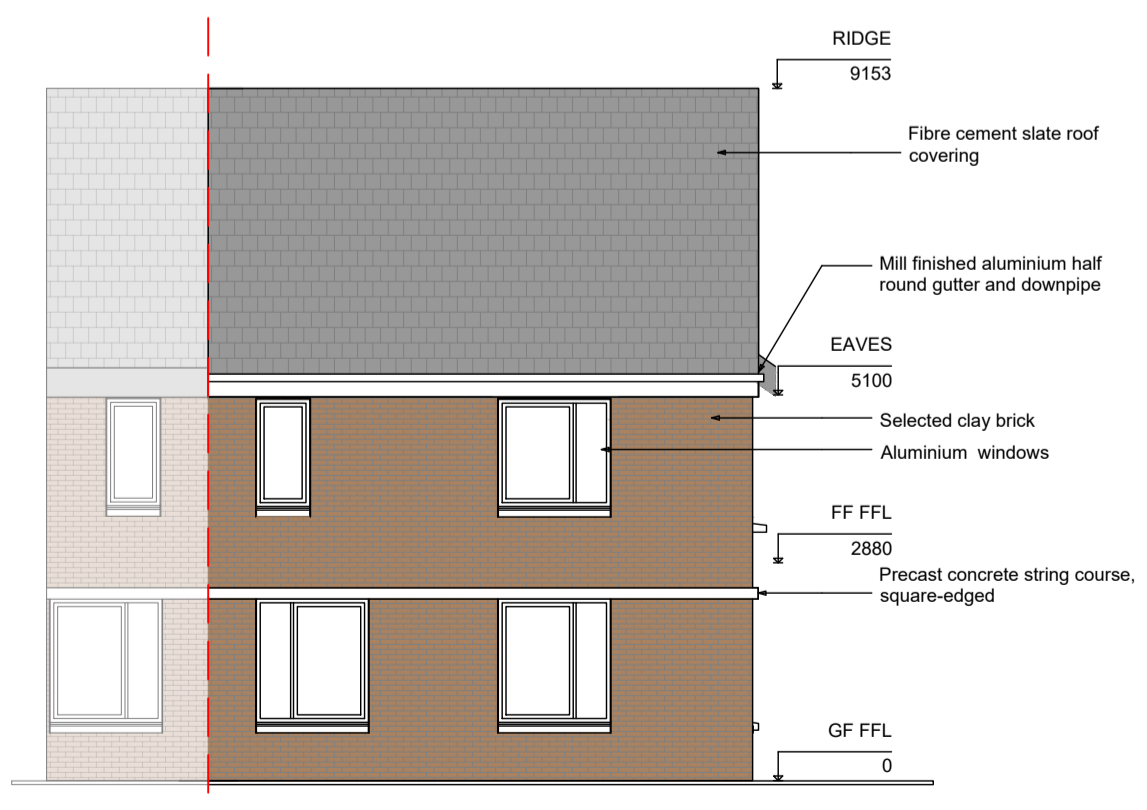 RIDGE
9153
Fibre cement slate roof
covering
Mill finished aluminium half
round gutter and downpipe
EAVES
5100
Selected clay brick
Aluminium windows
FF FFL
2880
Precast concrete string course,
square-edged
GF FFL
0